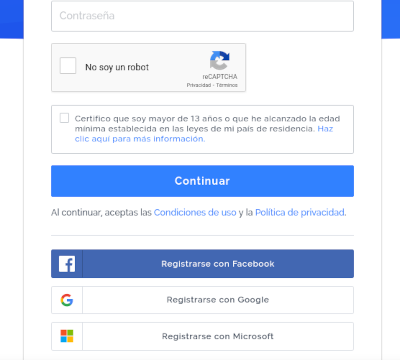 Contraseña
No soy un robot
reCAPTCHA
Privacidad - Términos
Certifico que soy mayor de 13 años o que he alcanzado la edad
mínima establecida en las leyes de mi país de residencia. Haz
clic aquí para más información.
Continuar
Al continuar, aceptas las Condiciones de uso y la Política de privacidad.
Registrarse con Facebook
Registrarse con Google
Registrarse con Microsoft